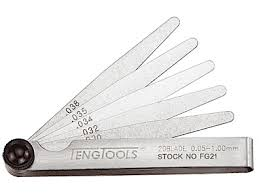 .038
.035
.034
.032
TENGTOOLS
20BLADE 0.05-1.00mm
STOCK NO FG21